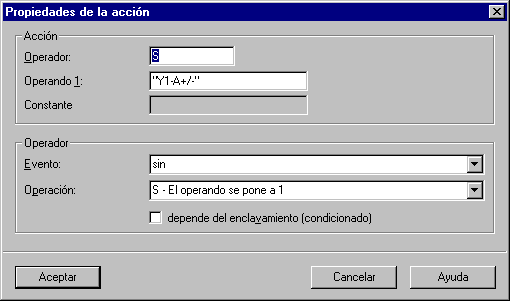 Propiedades de la acción
Acción
Operador: S
Operando 1: "Y1-A+/-"
Constante
Operador
Evento: sin
Operación: S - El operando se pone a 1
depende del enclavamiento (condicionado)
Aceptar Cancelar Ayuda